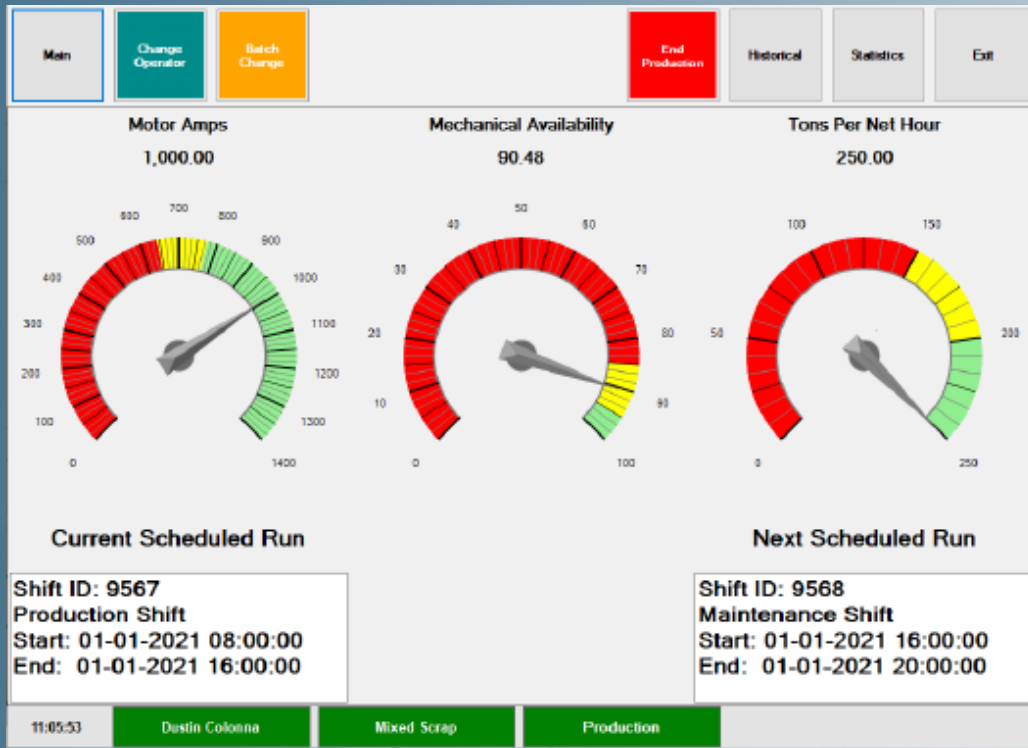 Main
Change
Operator
Batch
Change
End
Production
Historical
Statistics
Exit
Motor Amps
1,000.00
Mechanical Availability
90.48
Tons Per Net Hour
250.00
0
100
200
300
400
500
600
700
800
900
1000
1100
1200
1300
1400
0
10
20
30
40
50
60
70
80
90
100
0
50
100
150
200
250
Current Scheduled Run
Shift ID: 9567
Production Shift
Start: 01-01-2021 08:00:00
End: 01-01-2021 16:00:00
Next Scheduled Run
Shift ID: 9568
Maintenance Shift
Start: 01-01-2021 16:00:00
End: 01-01-2021 20:00:00
11:05:53
Dustin Colonna
Mixed Scrap
Production